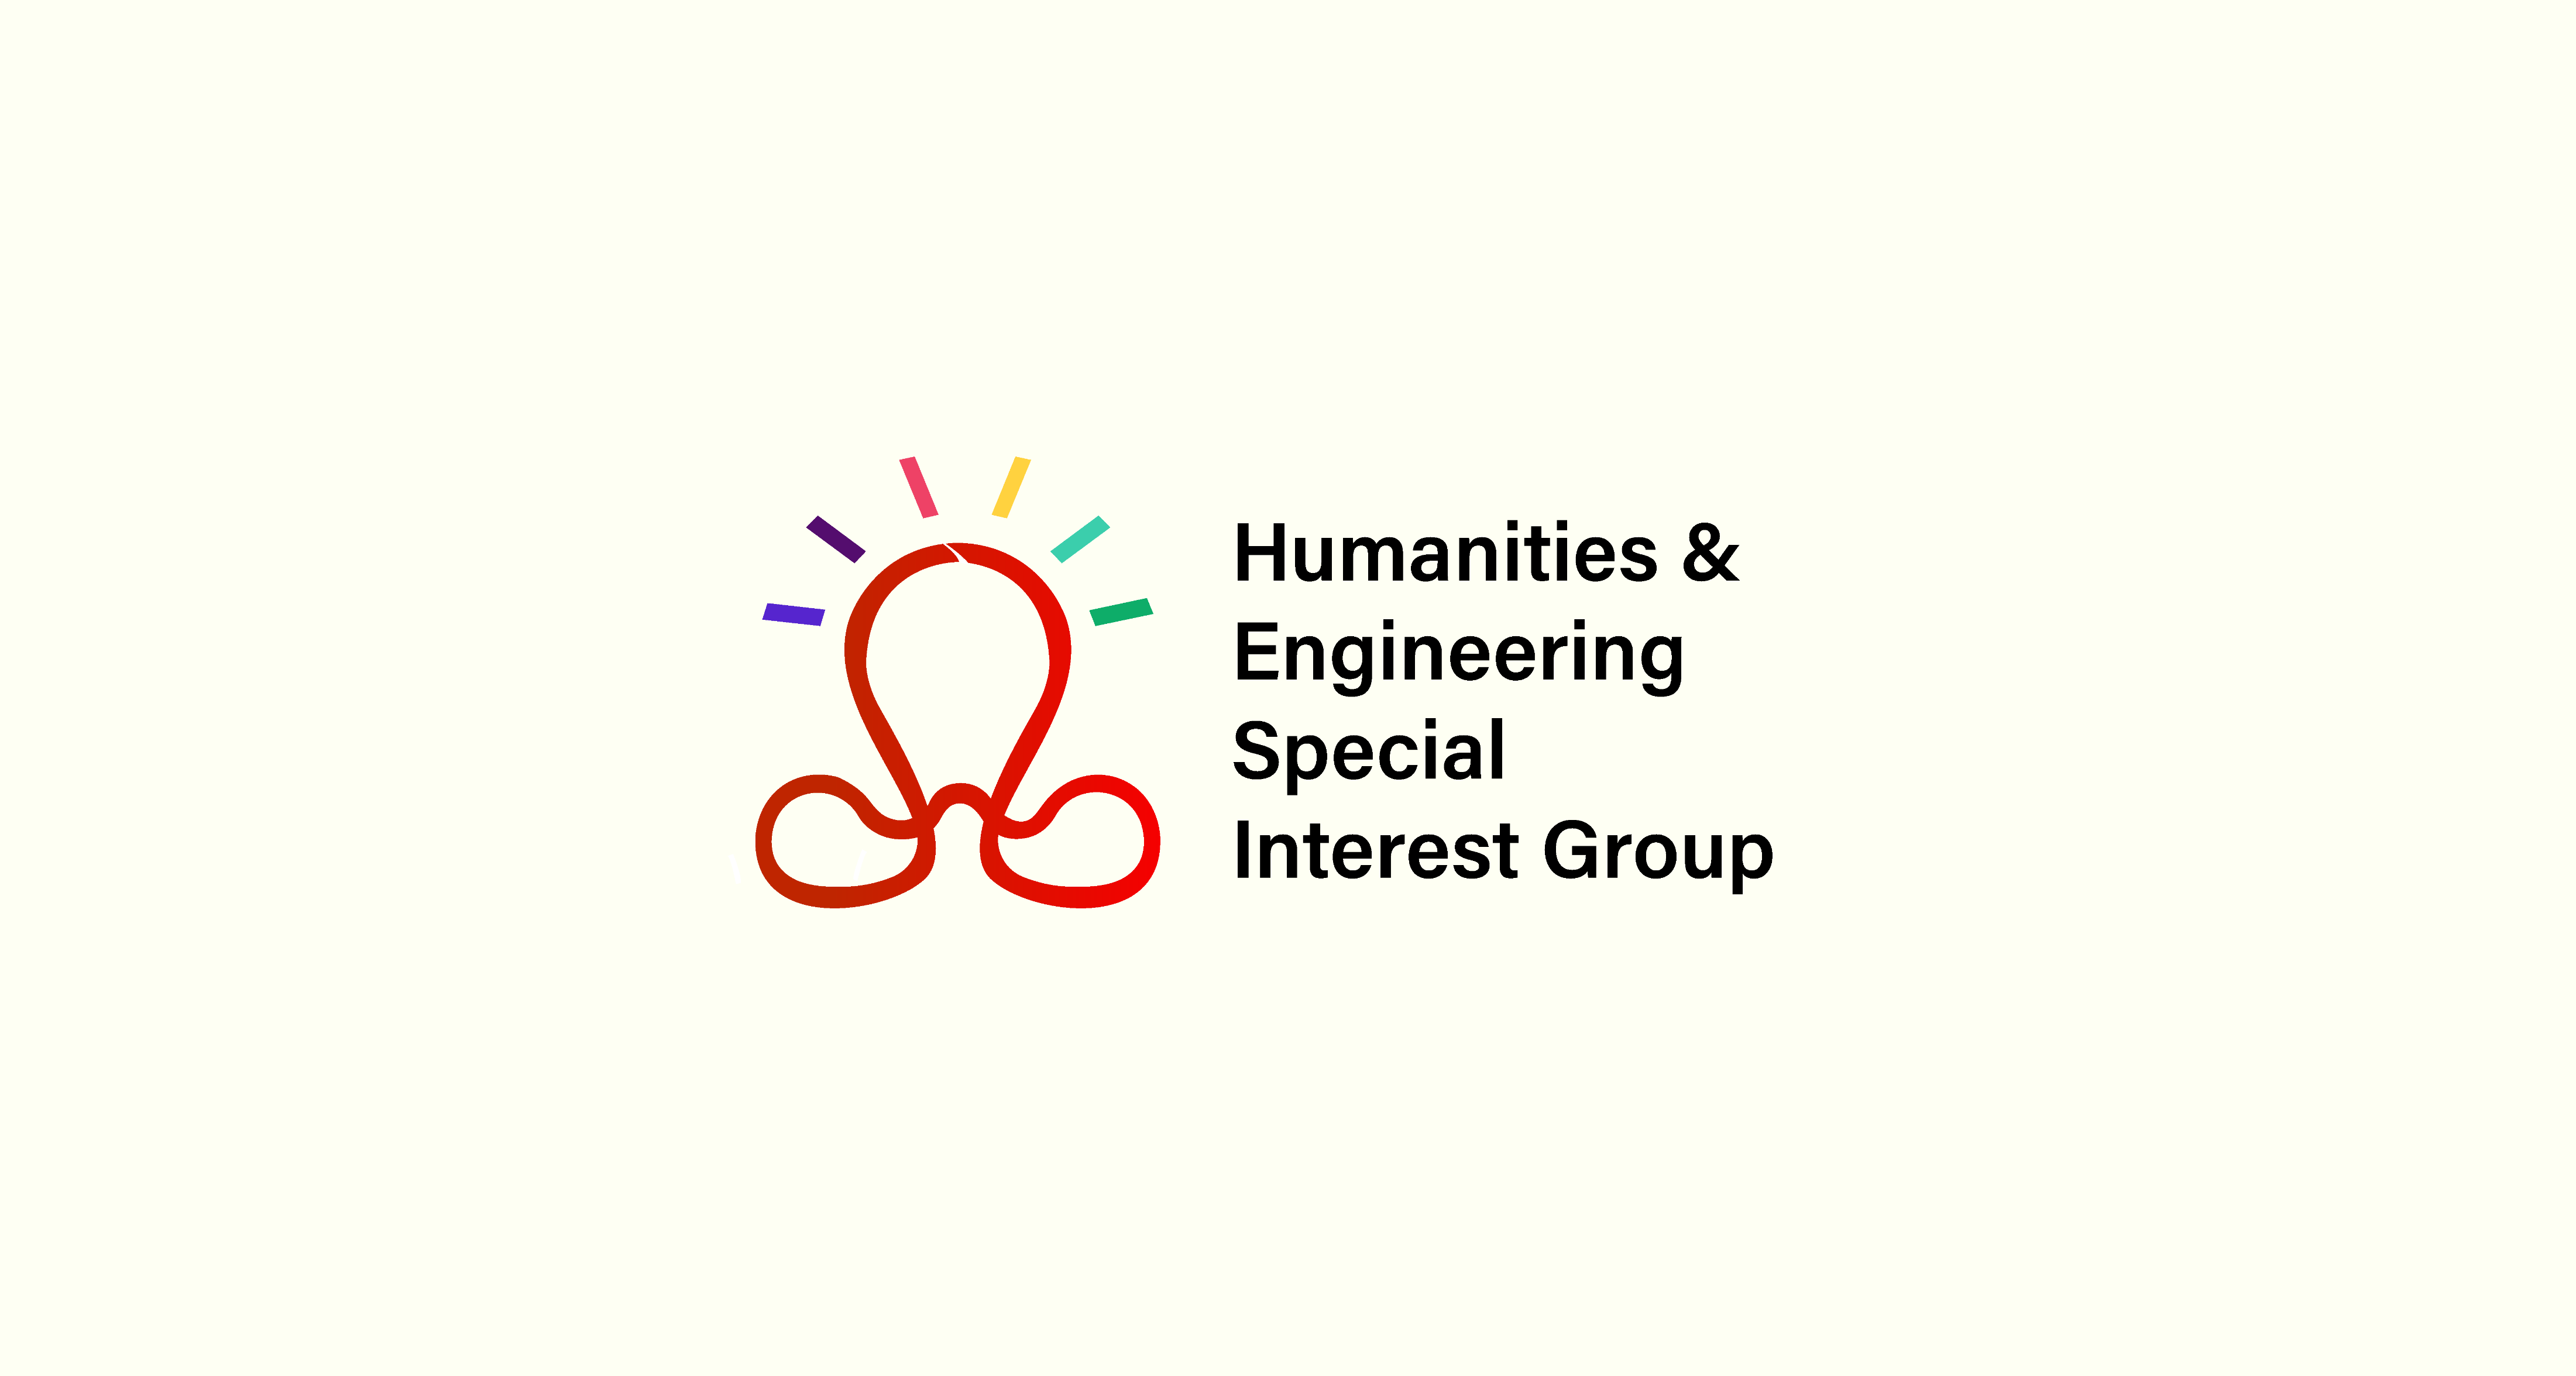 Humanities &
Engineering
Special
Interest Group